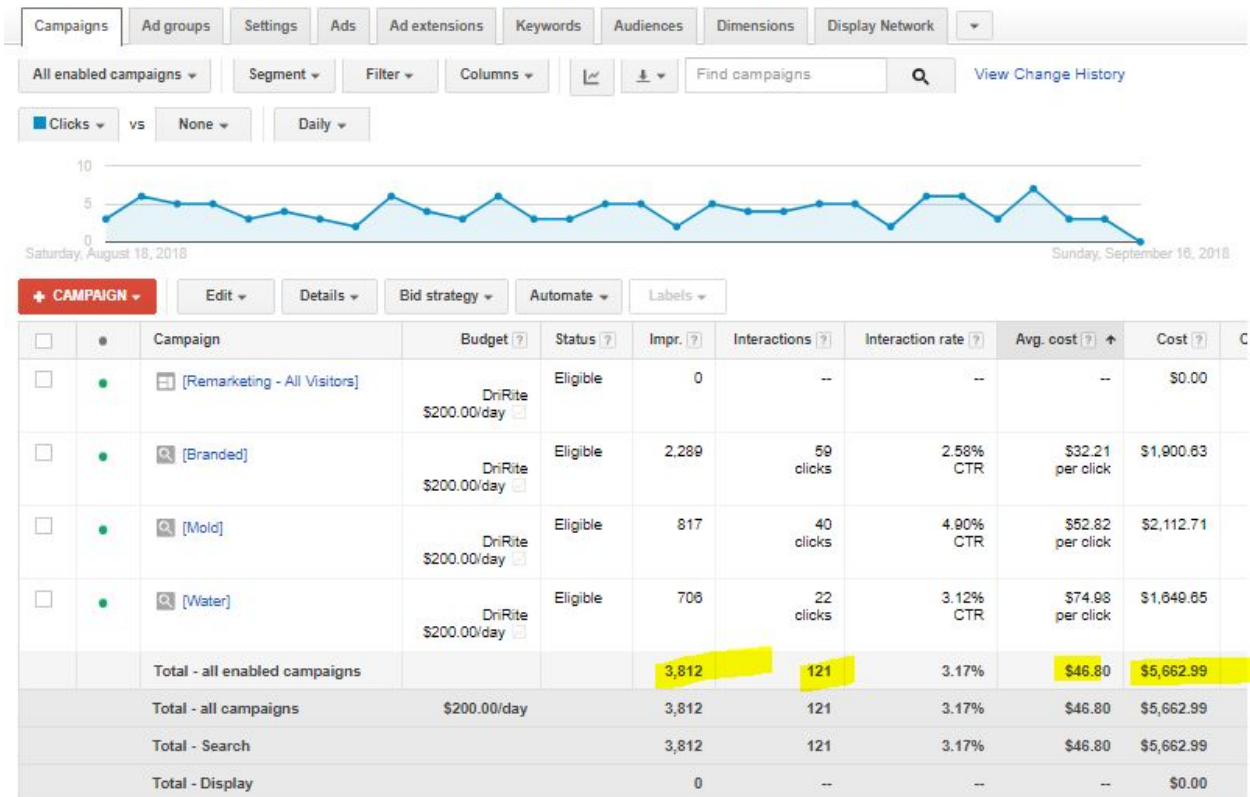 Campaigns Ad groups Settings Ads Ad extensions Keywords Audiences Dimensions Display Network
All enabled campaigns Segment Filter Columns Find campaigns View Change History
Clicks vs None Daily
10
5
0
Saturday, August 18, 2018 Sunday, September 16, 2018
+ CAMPAIGN Edit Details Bid strategy Automate Labels
Campaign Budget ? Status ? Impr. ? Interactions ? Interaction rate ? Avg. cost ? Cost ? C
[Remarketing - All Visitors] Eligible 0 -- -- -- $0.00
DriRite
$200.00/day
[Branded] Eligible 2,289 59 2.58% $32.21 $1,900.63
DriRite clicks CTR per click
$200.00/day
[Mold] Eligible 817 40 4.90% $52.82 $2,112.71
DriRite clicks CTR per click
$200.00/day
[Water] Eligible 706 22 3.12% $74.98 $1,649.65
DriRite clicks CTR per click
$200.00/day
Total - all enabled campaigns 3,812 121 3.17% $46.80 $5,662.99
Total - all campaigns $200.00/day 3,812 121 3.17% $46.80 $5,662.99
Total - Search 3,812 121 3.17% $46.80 $5,662.99
Total - Display 0 -- -- -- $0.00